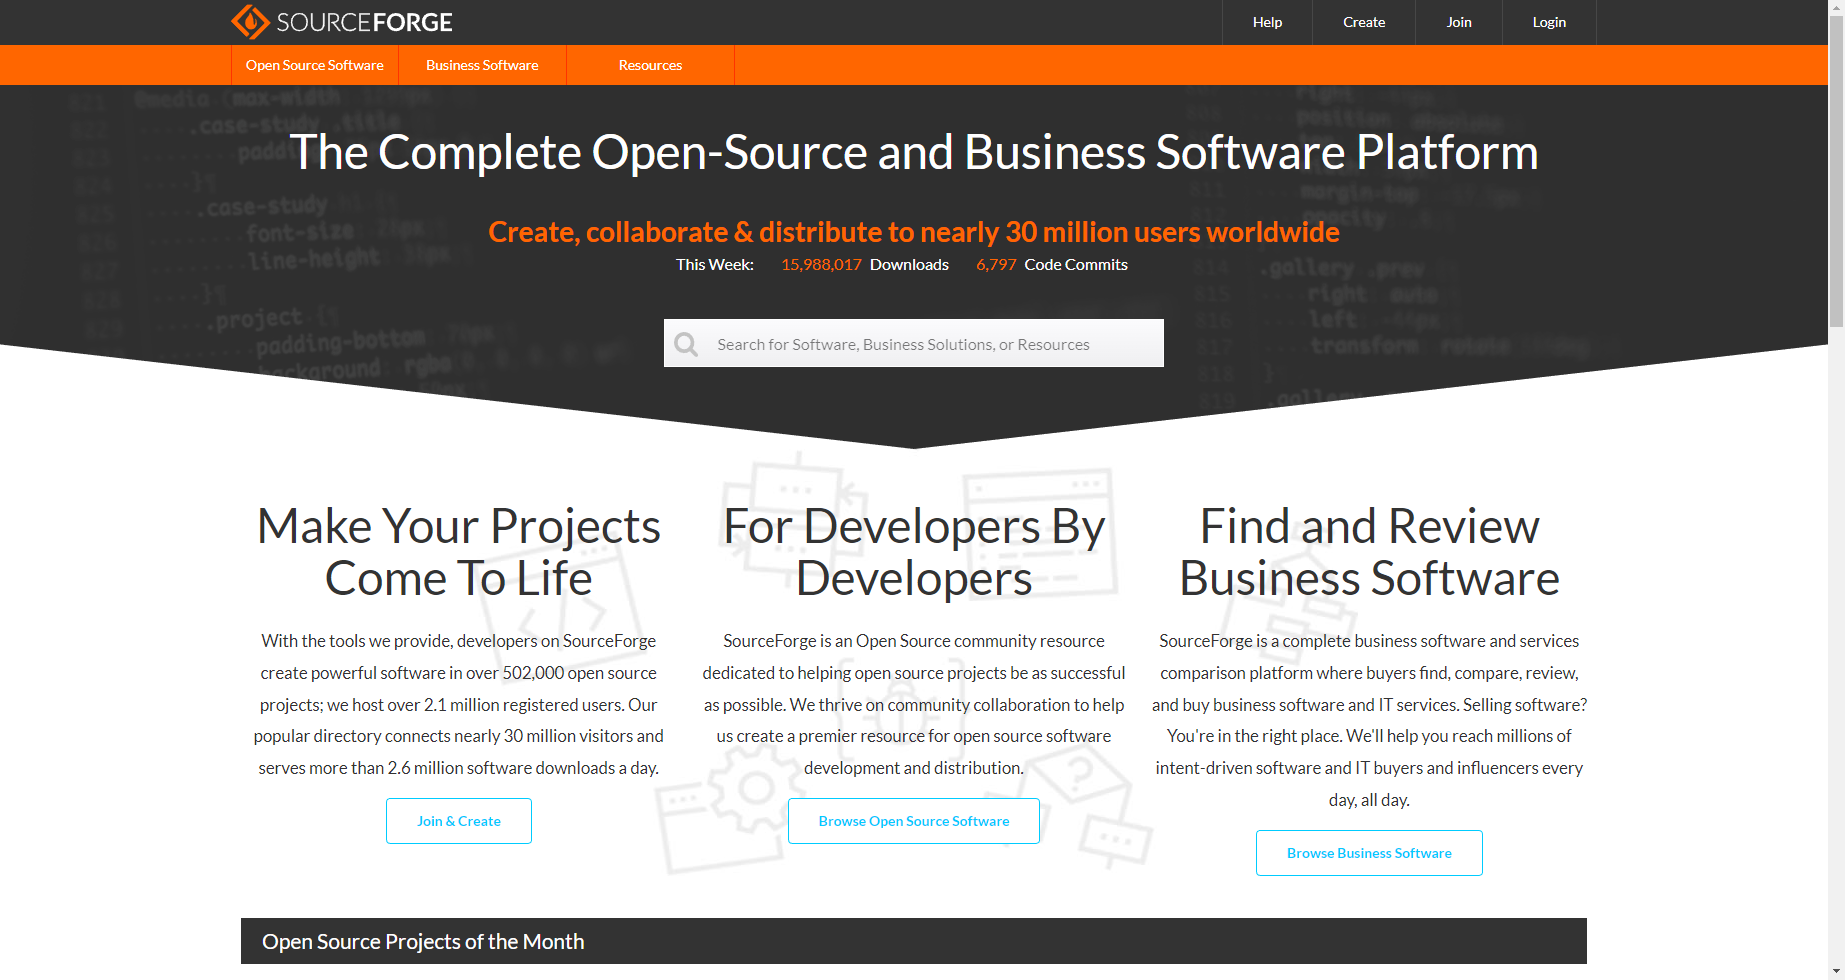 SOURCEFORGE
Help
Create
Join
Login
Open Source Software
Business Software
Resources
The Complete Open-Source and Business Software Platform
Create, collaborate & distribute to nearly 30 million users worldwide
This Week: 15,988,017 Downloads 6,797 Code Commits
Search for Software, Business Solutions, or Resources
Make Your Projects
Come To Life
With the tools we provide, developers on SourceForge
create powerful software in over 502,000 open source
projects; we host over 2.1 million registered users. Our
popular directory connects nearly 30 million visitors and
serves more than 2.6 million software downloads a day.
Join & Create
For Developers By
Developers
SourceForge is an Open Source community resource
dedicated to helping open source projects be as successful
as possible. We thrive on community collaboration to help
us create a premier resource for open source software
development and distribution.
Browse Open Source Software
Find and Review
Business Software
SourceForge is a complete business software and services
comparison platform where buyers find, compare, review,
and buy business software and IT services. Selling software?
You're in the right place. We'll help you reach millions of
intent-driven software and IT buyers and influencers every
day, all day.
Browse Business Software
Open Source Projects of the Month